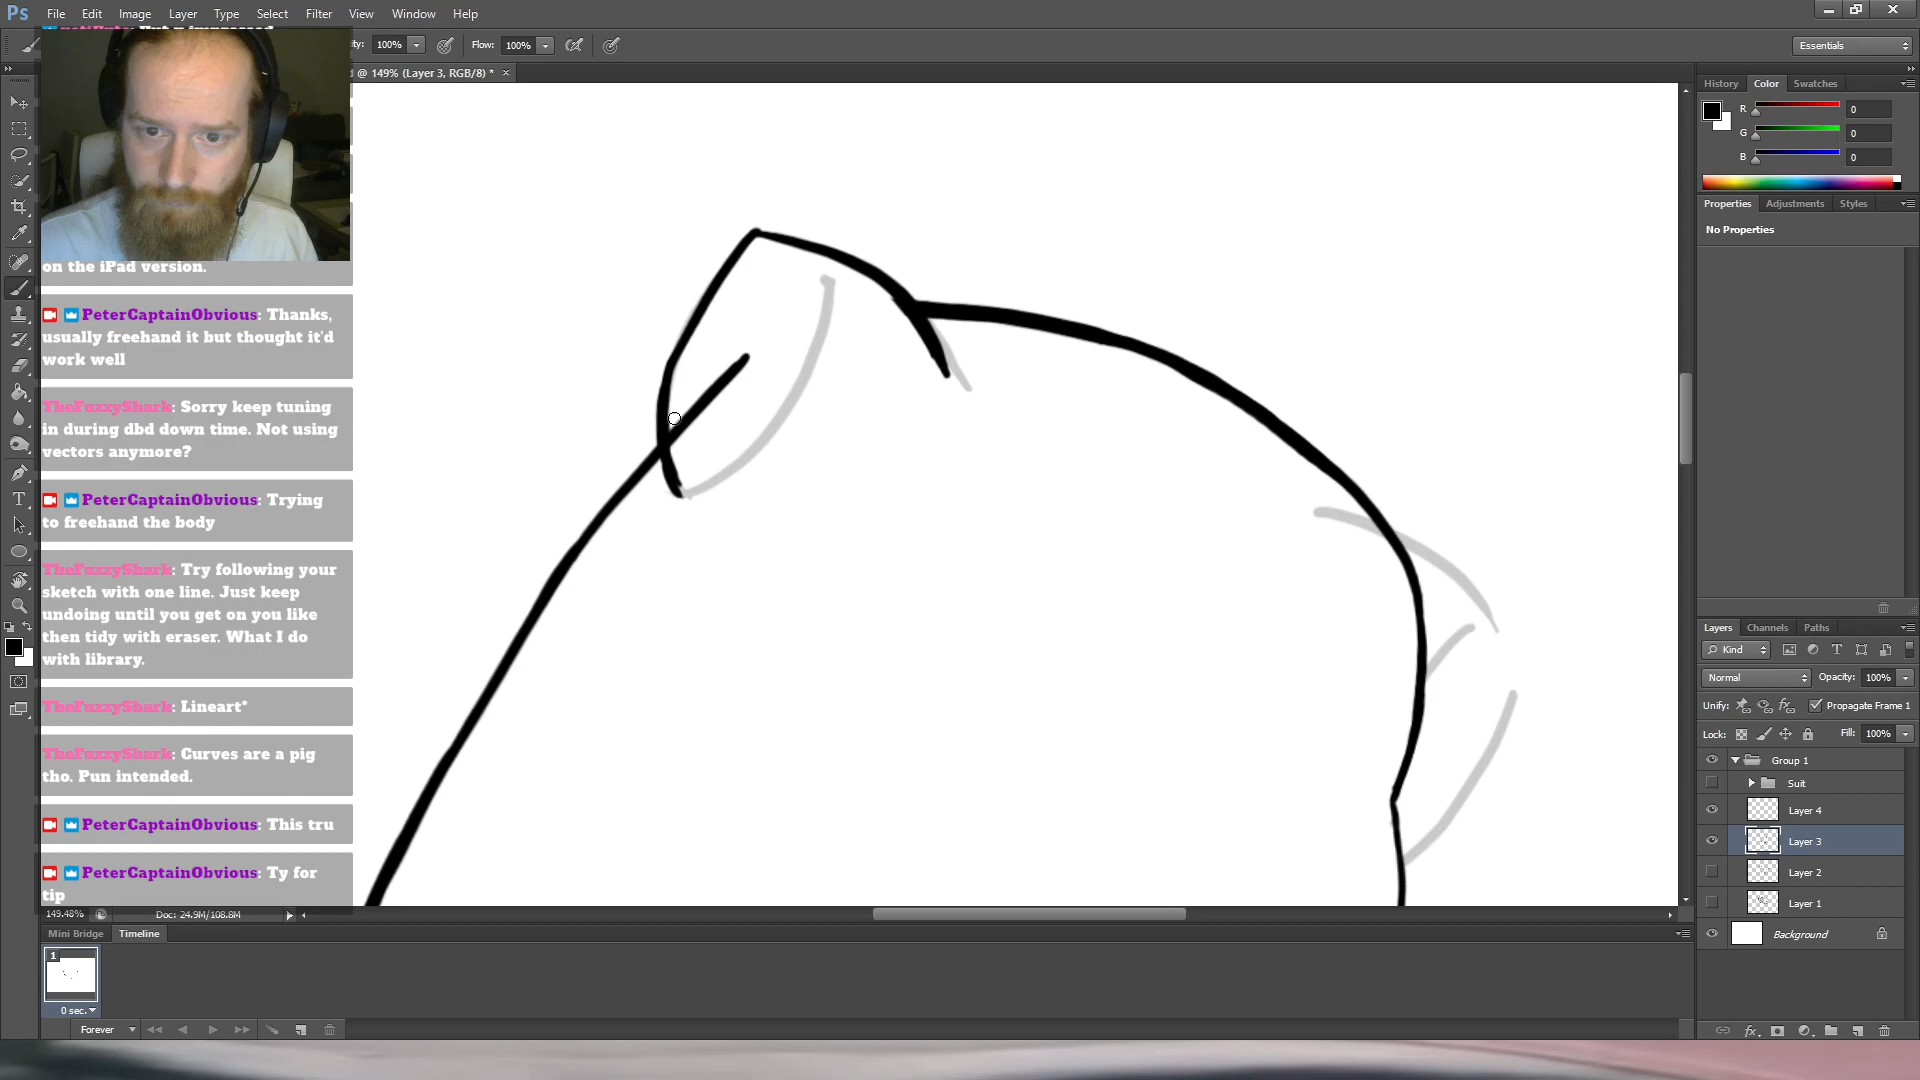 Ps File Edit Image Layer Type Select Filter View Window Help
100% Flow: 100% Essentials
@ 149% (Layer 3, RGB/8) * ×
on the iPad version.
PeterCaptainObvious: Thanks,
usually freehand it but thought it'd
work well
TheFuzzyShark: Sorry keep tuning
in during dbd down time. Not using
vectors anymore?
PeterCaptainObvious: Trying
to freehand the body
TheFuzzyShark: Try following your
sketch with one line. Just keep
undoing until you get on you like
then tidy with eraser. What I do
with library.
TheFuzzyShark: Lineart*
TheFuzzyShark: Curves are a pig
tho. Pun intended.
PeterCaptainObvious: This tru
PeterCaptainObvious: Ty for
tip
149.48% Doc: 24.9M/108.8M
Mini Bridge Timeline
1
0 sec.
Forever
History Color Swatches
R 0
G 0
B 0
Properties Adjustments Styles
No Properties
Layers Channels Paths
Kind
Normal Opacity: 100%
Unify: Propagate Frame 1
Lock: Fill: 100%
Group 1
Suit
Layer 4
Layer 3
Layer 2
Layer 1
Background